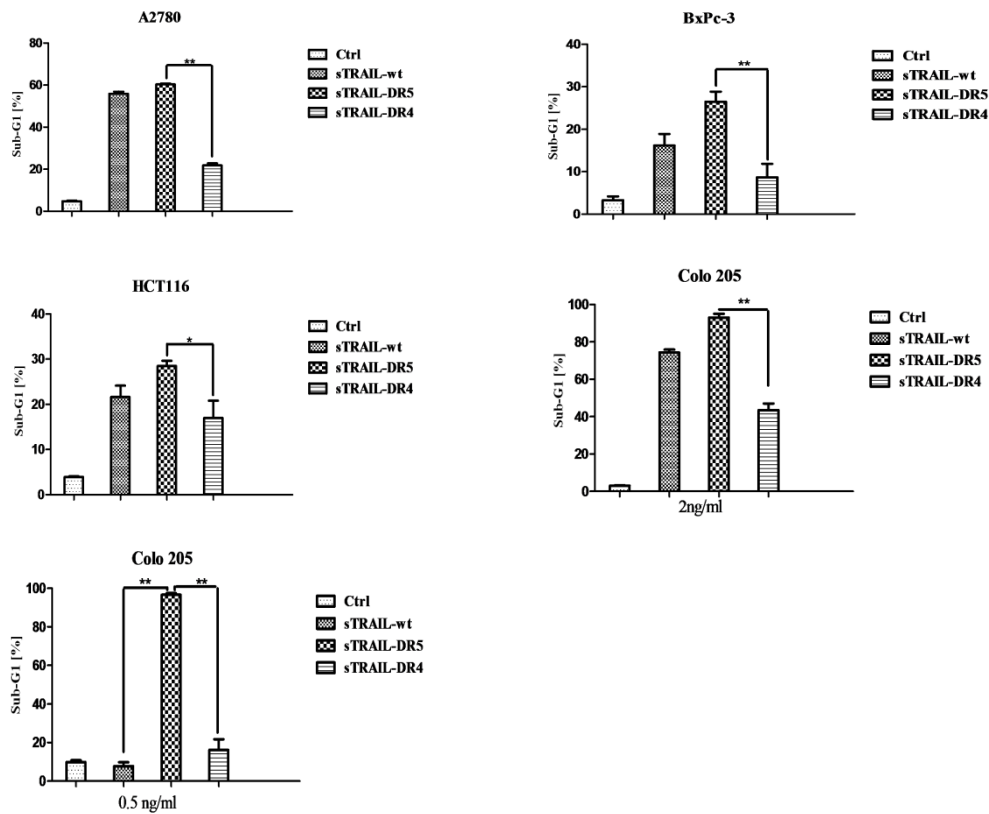 A2780
80
60
40
20
0
Sub-G1 [%]
**
Ctrl
sTRAIL-wt
sTRAIL-DR5
sTRAIL-DR4
BxPc-3
40
30
20
10
0
Sub-G1 [%]
**
Ctrl
sTRAIL-wt
sTRAIL-DR5
sTRAIL-DR4
HCT116
40
30
20
10
0
Sub-G1 [%]
*
Ctrl
sTRAIL-wt
sTRAIL-DR5
sTRAIL-DR4
Colo 205
100
80
60
40
20
0
Sub-G1 [%]
**
Ctrl
sTRAIL-wt
sTRAIL-DR5
sTRAIL-DR4
2ng/ml
Colo 205
100
80
60
40
20
0
Sub-G1 [%]
** **
Ctrl
sTRAIL-wt
sTRAIL-DR5
sTRAIL-DR4
0.5 ng/ml